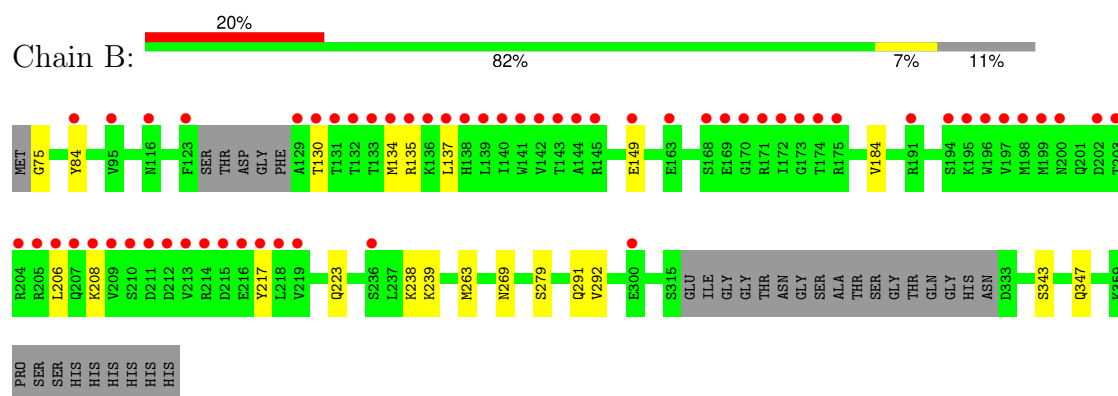 20%
Chain B:
82% 7% 11%
MET G75 Y84 V95 N116 F123 SER THR ASP GLY PHE A129 T130 T131 T132 T133 M134 R135 K136 L137 H138 L139 I140 W141 V142 T143 A144 R145 E149 E163 S168 E169 G170 R171 I172 G173 T174 R175 V184 R191 S194 K195 W196 V197 M198 M199 N200 Q201 D202 T203
R204 R205 L206 Q207 K208 V209 S210 D211 D212 V213 R214 D215 E216 Y217 L218 V219 Q223 S236 L237 K238 K239 M263 N269 S279 Q291 V292 E300 S315 GLU ILE GLY GLY THR ASN GLY SER ALA THR SER GLY THR GLN GLY HIS ASN D333 S343 Q347 K359
PRO SER SER HIS HIS HIS HIS HIS HIS